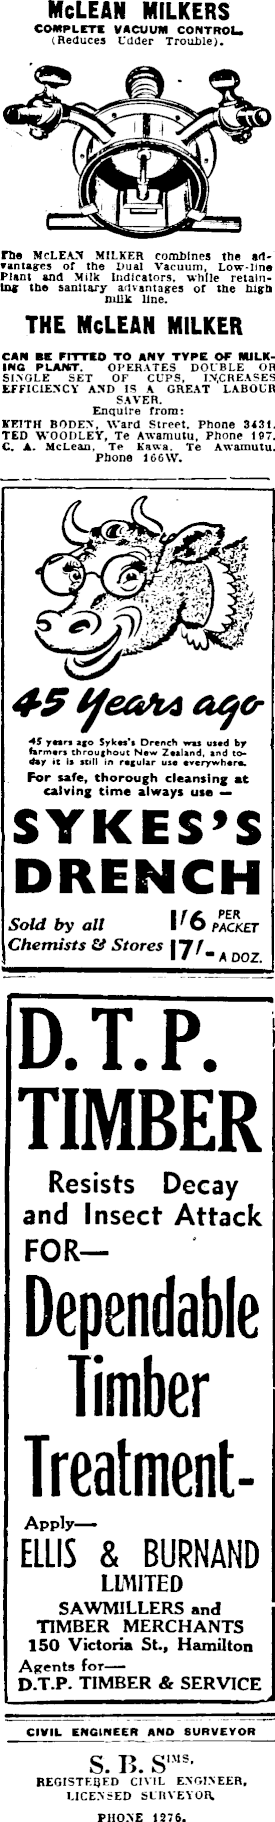 McLEAN MILKERS
COMPLETE VACUUM CONTROL
(Reduces Udder Trouble).
The McLEAN MILKER combines the ad-
vantages of the Dual Vacuum, Low-line
Plant and Milk Indicators, while retain-
ing the sanitary advantages of the high
milk line.
THE McLEAN MILKER
CAN BE FITTED TO ANY TYPE OF MILK-
ING PLANT. OPERATES DOUBLE OR
SINGLE SET OF CUPS, INCREASES
EFFICIENCY AND IS A GREAT LABOUR
SAVER.
Enquire from:
KEITH BODEN, Ward Street, Phone 3431.
TED WOODLEY, Te Awamutu, Phone 197.
C. A. McLean, Te Kawa, Te Awamutu.
Phone 166W.
45 Years ago
45 years ago Sykes's Drench was used by
farmers throughout New Zealand, and to-
day it is still in regular use everywhere.
For safe, thorough cleansing at
calving time always use —
SYKES'S
DRENCH
Sold by all
Chemists & Stores
1/6 PER PACKET
17/- A DOZ.
D.T.P.
TIMBER
Resists Decay
and Insect Attack
FOR—
Dependable
Timber
Treatment-
Apply—
ELLIS & BURNAND
LIMITED
SAWMILLERS and
TIMBER MERCHANTS
150 Victoria St., Hamilton
Agents for—
D.T.P. TIMBER & SERVICE
CIVIL ENGINEER AND SURVEYOR
S. B. SIMS,
REGISTERED CIVIL ENGINEER,
LICENSED SURVEYOR,
PHONE 1276.